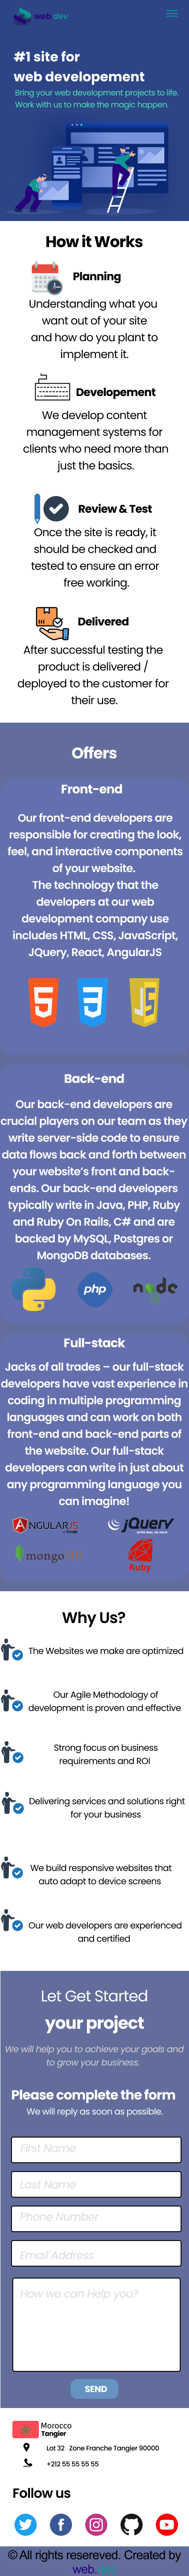 web.dev
#1 site for
web developement
Bring your web development projects to life.
Work with us to make the magic happen.
How it Works
Planning
Understanding what you
want out of your site
and how do you plan to
implement it.
Developement
We develop content
management systems for
clients who need more than
just the basics.
Review & Test
Once the site is ready, it
should be checked and
tested to ensure an error
free working.
Delivered
After successful testing the
product is delivered /
deployed to the customer for
their use.
Offers
Front-end
Our front-end developers are
responsible for creating the look,
feel, and interactive components
of your website.
The technology that the
developers at our web
development company use
includes HTML, CSS, JavaScript,
JQuery, React, AngularJS
5
3
JS
Back-end
Our back-end developers are
crucial players on our team as they
write server-side code to ensure
data flows back and forth between
your website's front and back-
ends. Our back-end developers
typically write in Java, PHP, Ruby
and Ruby On Rails, C# and are
backed by MySQL, Postgres or
MongoDB databases.
php
node
Full-stack
Jacks of all trades – our full-stack
developers have vast experience in
coding in multiple programming
languages and can work on both
front-end and back-end parts of
the website. Our full-stack
developers can write in just about
any programming language you
can imagine!
ANGULARJS
by Google
jQuery
write less, do more.
mongoDB
Ruby
Why Us?
The Websites we make are optimized
Our Agile Methodology of
development is proven and effective
Strong focus on business
requirements and ROI
Delivering services and solutions right
for your business
We build responsive websites that
auto adapt to device screens
Our web developers are experienced
and certified
Let Get Started
your project
We will help you to achieve your goals and
to grow your business.
Please complete the form
We will reply as soon as possible.
First Name
Last Name
Phone Number
Email Address
How we can Help you?
SEND
Morocco
Tangier
Lot 32 Zone Franche Tangier 90000
+212 55 55 55 55
Follow us
© All rights resereved. Created by
web.dev